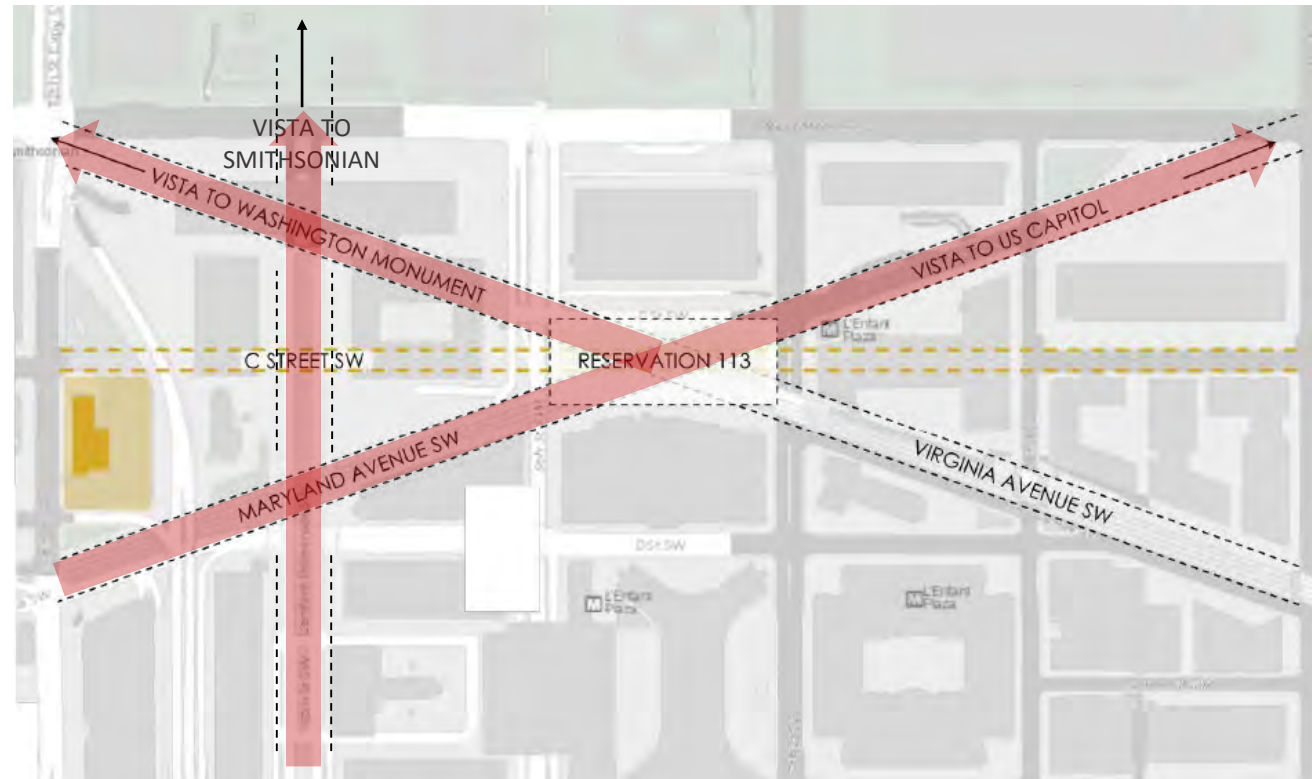 VISTA TO
SMITHSONIAN
VISTA TO WASHINGTON MONUMENT
VISTA TO US CAPITOL
L'Enfant
Plaza
C STREET SW
RESERVATION 113
MARYLAND AVENUE SW
VIRGINIA AVENUE SW
D St SW
L'Enfant
Plaza
L'Enfant
Plaza